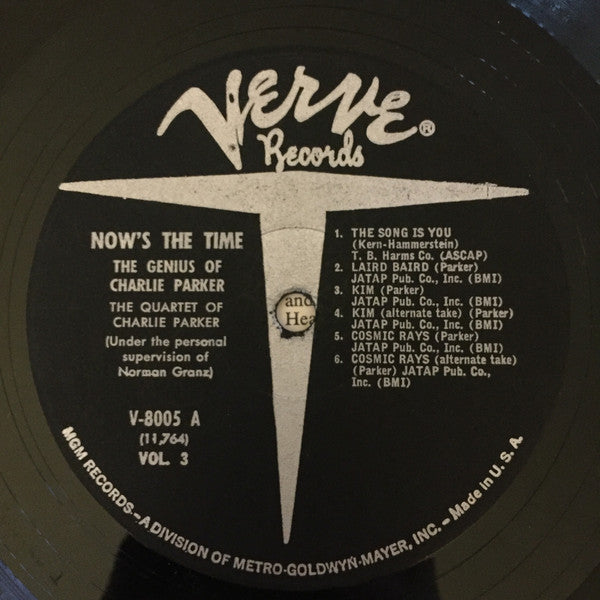 Verve®
Records
NOW'S THE TIME
THE GENIUS OF
CHARLIE PARKER
THE QUARTET OF
CHARLIE PARKER
(Under the personal
supervision of
Norman Granz)
V-8005 A
(11,764)
VOL. 3
1. THE SONG IS YOU
(Kern-Hammerstein)
T. B. Harms Co. (ASCAP)
2. LAIRD BAIRD (Parker)
JATAP Pub. Co., Inc. (BMI)
3. KIM (Parker)
JATAP Pub. Co., Inc. (BMI)
4. KIM (alternate take) (Parker)
JATAP Pub. Co., Inc. (BMI)
5. COSMIC RAYS (Parker)
JATAP Pub. Co., Inc. (BMI)
6. COSMIC RAYS (alternate take)
(Parker) JATAP Pub. Co.,
Inc. (BMI)
and
Hea
MGM RECORDS—A DIVISION OF METRO-GOLDWYN-MAYER, INC. – Made in U. S. A.